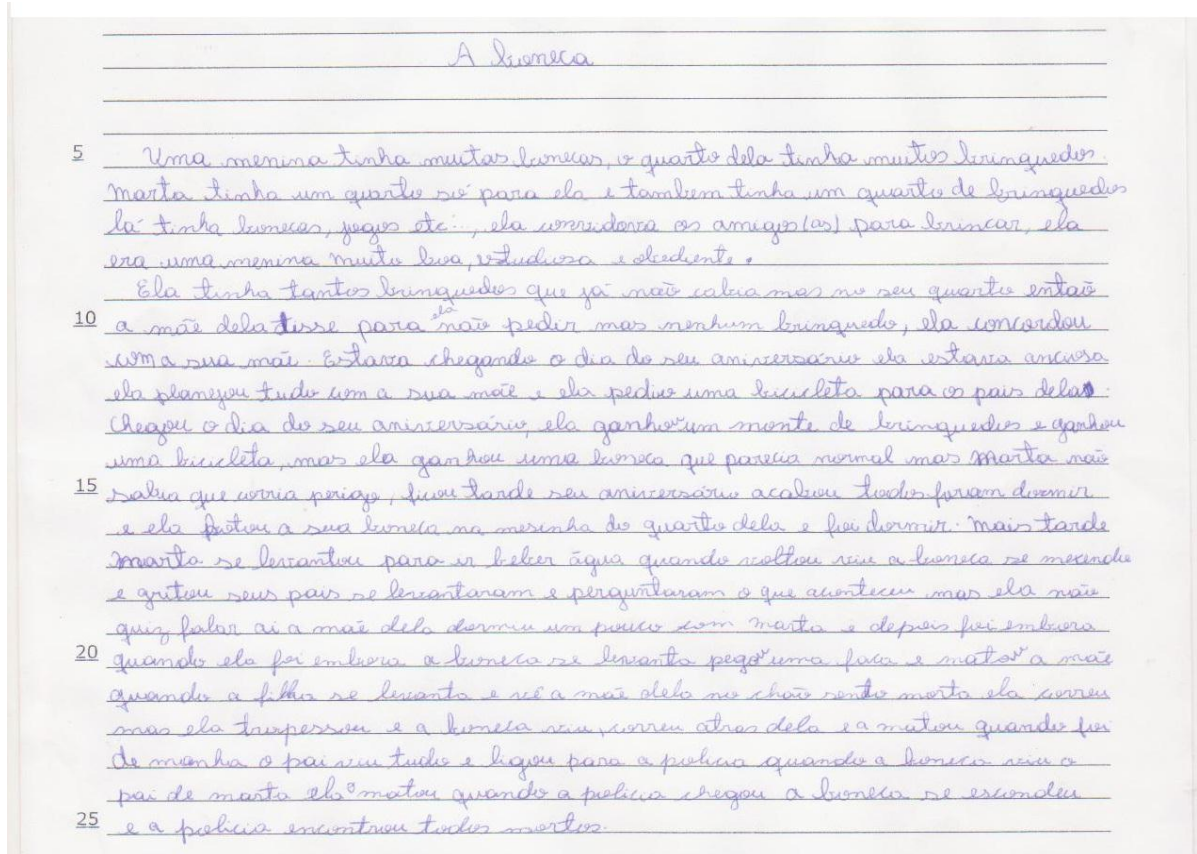 A boneca
5 Uma menina tinha muitas bonecas, o quarto dela tinha muitos brinquedos.
Marta tinha um quarto só para ela e tambem tinha um quarto de brinquedos
lá tinha bonecas, jogos etc..., ela convidava os amigos(as) para brincar, ela
era uma menina muito boa, estudiosa e obediente.
Ela tinha tantos brinquedos que já não cabia mas no seu quarto então
10 a mãe dela disse para ela não pedir mas nenhum brinquedo, ela concordou
com a sua mãe. Estava chegando o dia do seu aniversário ela estava anciosa
ela planejou tudo com a sua mãe e ela pediu uma bicicleta para os pais dela.
Chegou o dia do seu aniversário, ela ganhou um monte de brinquedos e ganhou
uma bicicleta, mas ela ganhou uma boneca que parecia normal mas Marta não
15 sabia que corria perigo, ficou tarde seu aniversário acabou todos foram dormir
e ela botou a sua boneca na mesinha do quarto dela e foi dormir. Mais tarde
Marta se levantou para ir beber água quando voltou viu a boneca se mexendo
e gritou seus pais se levantaram e perguntaram o que aconteceu mas ela não
quiz falar ai a mãe dela dormiu um pouco com Marta e depois foi embora
20 quando ela foi embora a boneca se levanta pegou uma faca e matou a mãe
quando a filha se levanta e vê a mãe dela no chão sento morta ela correu
mas ela tropessou e a boneca viu, correu atras dela e a matou quando foi
de manha o pai viu tudo e ligou para a policia quando a boneca viu o
pai de marta ela o matou quando a policia chegou a boneca se escondeu
25 e a policia encontrou todos mortos.